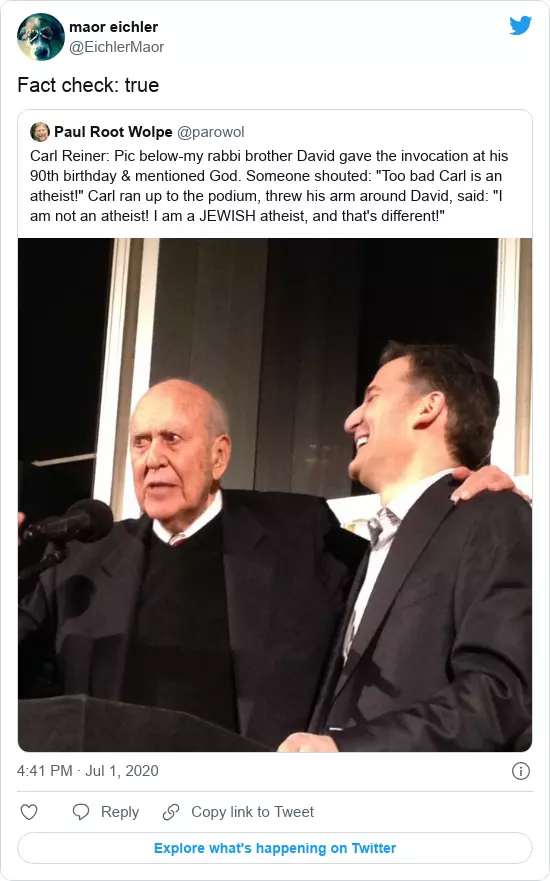 maor eichler
@EichlerMaor
Fact check: true
Paul Root Wolpe @parowol
Carl Reiner: Pic below-my rabbi brother David gave the invocation at his
90th birthday & mentioned God. Someone shouted: "Too bad Carl is an
atheist!" Carl ran up to the podium, threw his arm around David, said: "I
am not an atheist! I am a JEWISH atheist, and that's different!"
4:41 PM · Jul 1, 2020
Reply Copy link to Tweet
Explore what's happening on Twitter